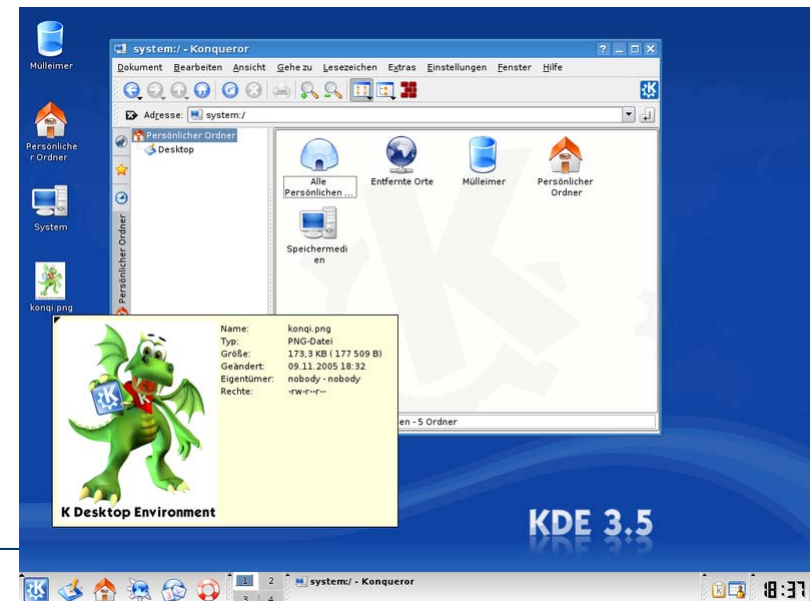 Mülleimer
Persönliche
r Ordner
System
konqi.png
system:/ - Konqueror
Dokument Bearbeiten Ansicht Gehe zu Lesezeichen Extras Einstellungen Fenster Hilfe
Adresse: system:/
Persönlicher Ordner
Desktop
Persönlicher Ordner
Alle
Persönlichen ...
Entfernte Orte
Mülleimer
Persönlicher
Ordner
Speichermedi
en
en - 5 Ordner
Name: konqi.png
Typ: PNG-Datei
Größe: 173,3 KB (177 509 B)
Geändert: 09.11.2005 18:32
Eigentümer: nobody - nobody
Rechte: -rw-r--r--
K Desktop Environment
KDE 3.5
1 2
3 4
system:/ - Konqueror
18:37